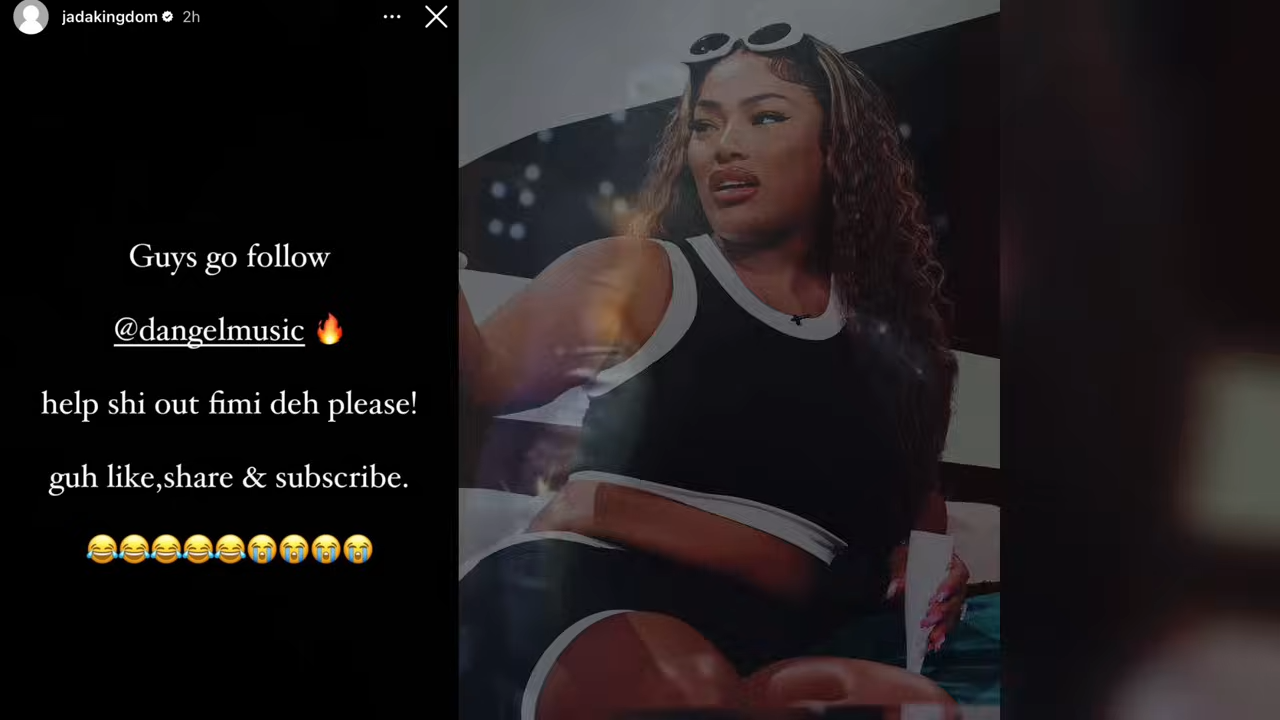 jadakingdom 2h
Guys go follow
@dangelmusic 🔥
help shi out fimi deh please!
guh like,share & subscribe.
😂😂😂😂😂😭😭😭😭